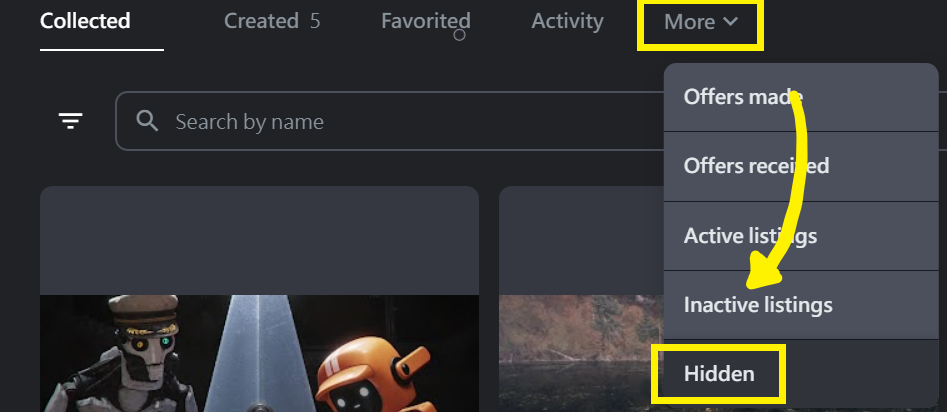 Collected
Created 5
Favorited
Activity
More
Search by name
Offers made
Offers received
Active listings
Inactive listings
Hidden